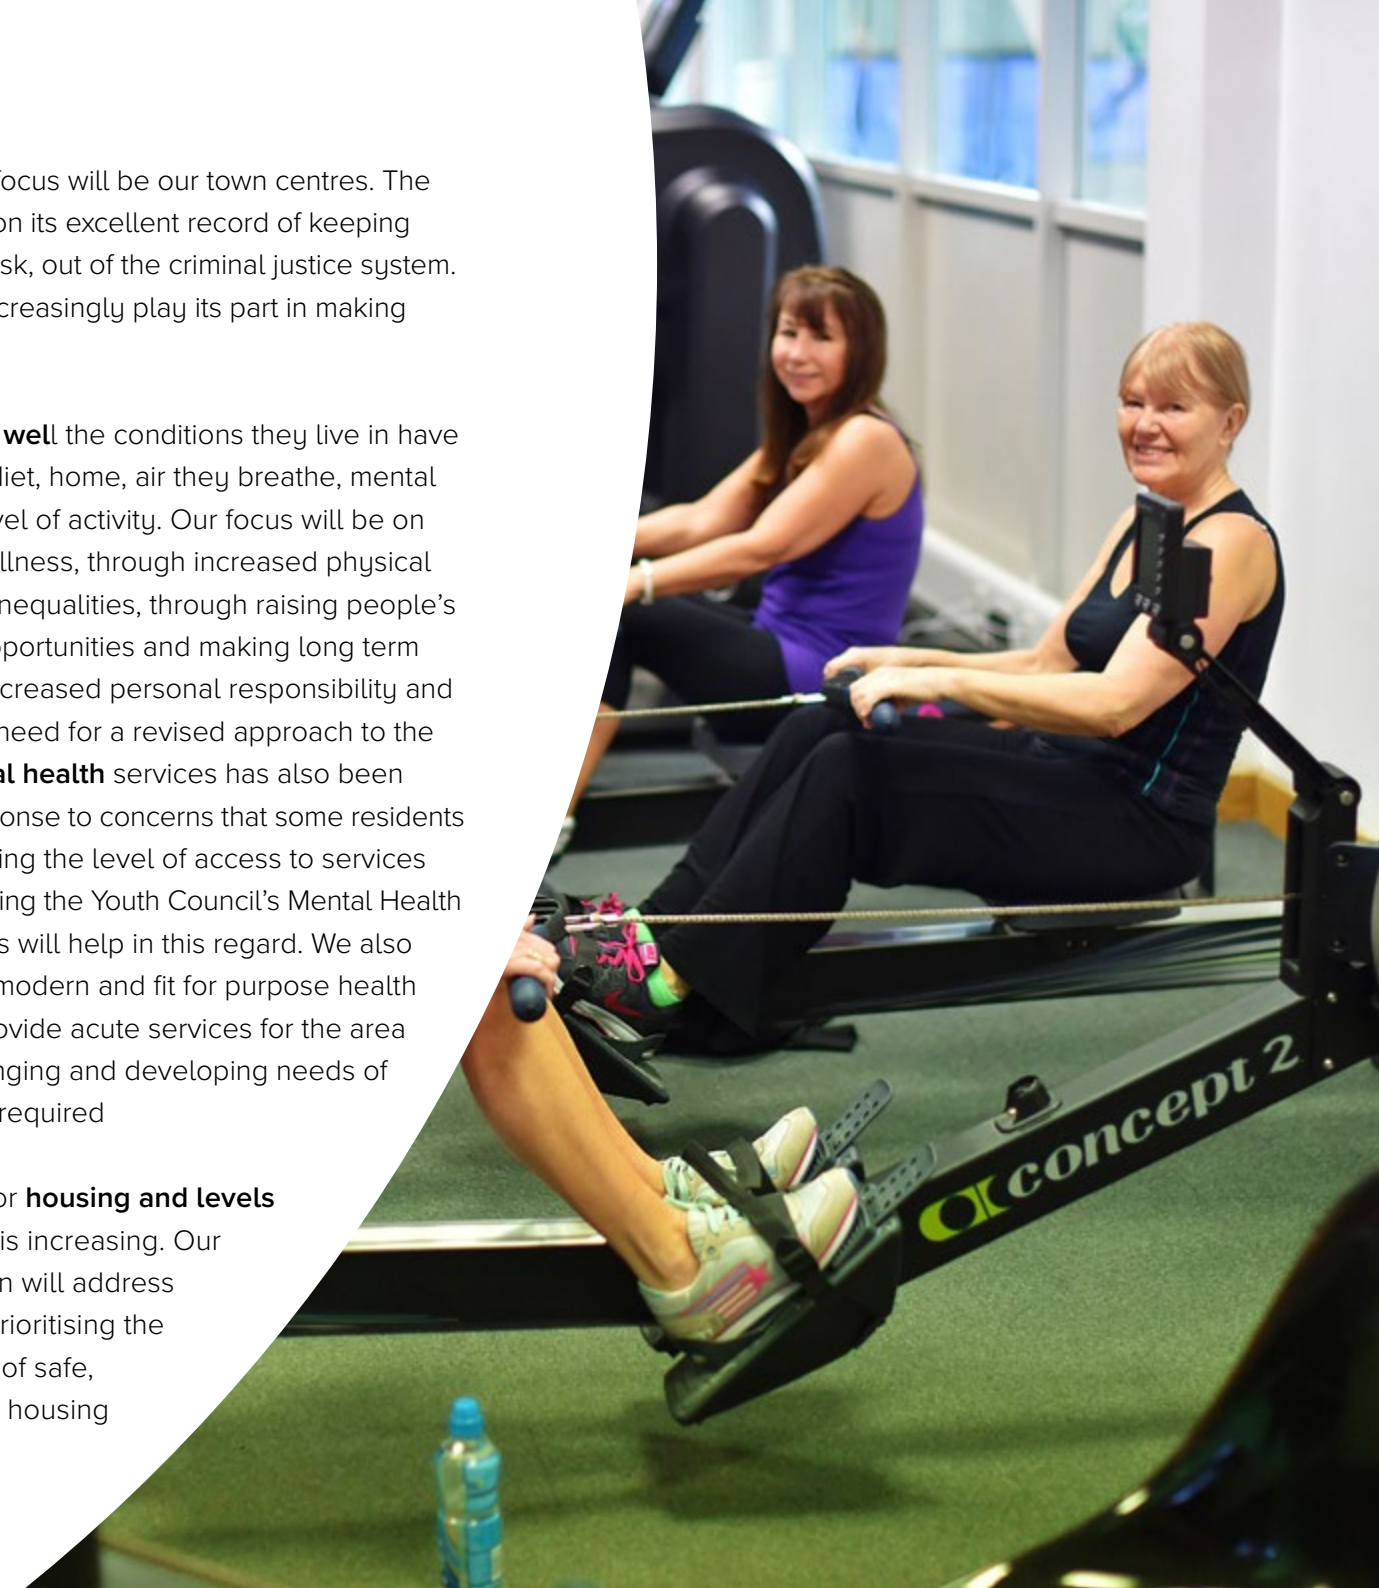 focus will be our town centres. The
on its excellent record of keeping
sk, out of the criminal justice system.
creasingly play its part in making
well the conditions they live in have
diet, home, air they breathe, mental
vel of activity. Our focus will be on
llness, through increased physical
nequalities, through raising people’s
pportunities and making long term
creased personal responsibility and
need for a revised approach to the
al health services has also been
onse to concerns that some residents
ing the level of access to services
ing the Youth Council’s Mental Health
s will help in this regard. We also
modern and fit for purpose health
ovide acute services for the area
nging and developing needs of
required
or housing and levels
is increasing. Our
n will address
rioritising the
of safe,
housing
concept 2